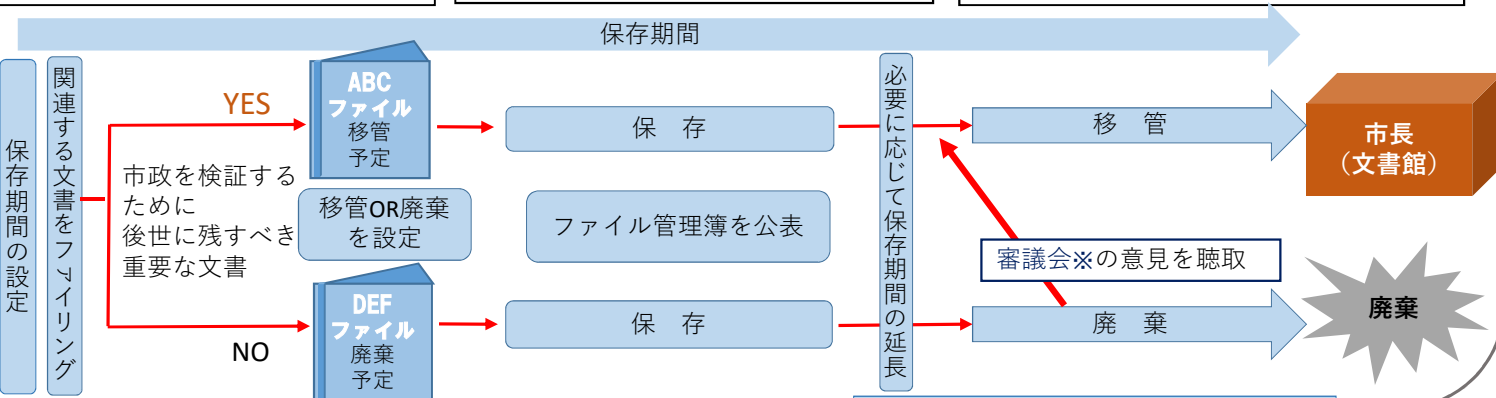 保存期間
保存期間の設定
関連する文書をファイリング
YES
市政を検証する
ために
後世に残すべき
重要な文書
NO
ABC
ファイル
移管
予定
移管OR廃棄
を設定
DEF
ファイル
廃棄
予定
保 存
ファイル管理簿を公表
保 存
必要に応じて保存期間の延長
移 管
審議会※の意見を聴取
廃 棄
市長
（文書館）
廃棄